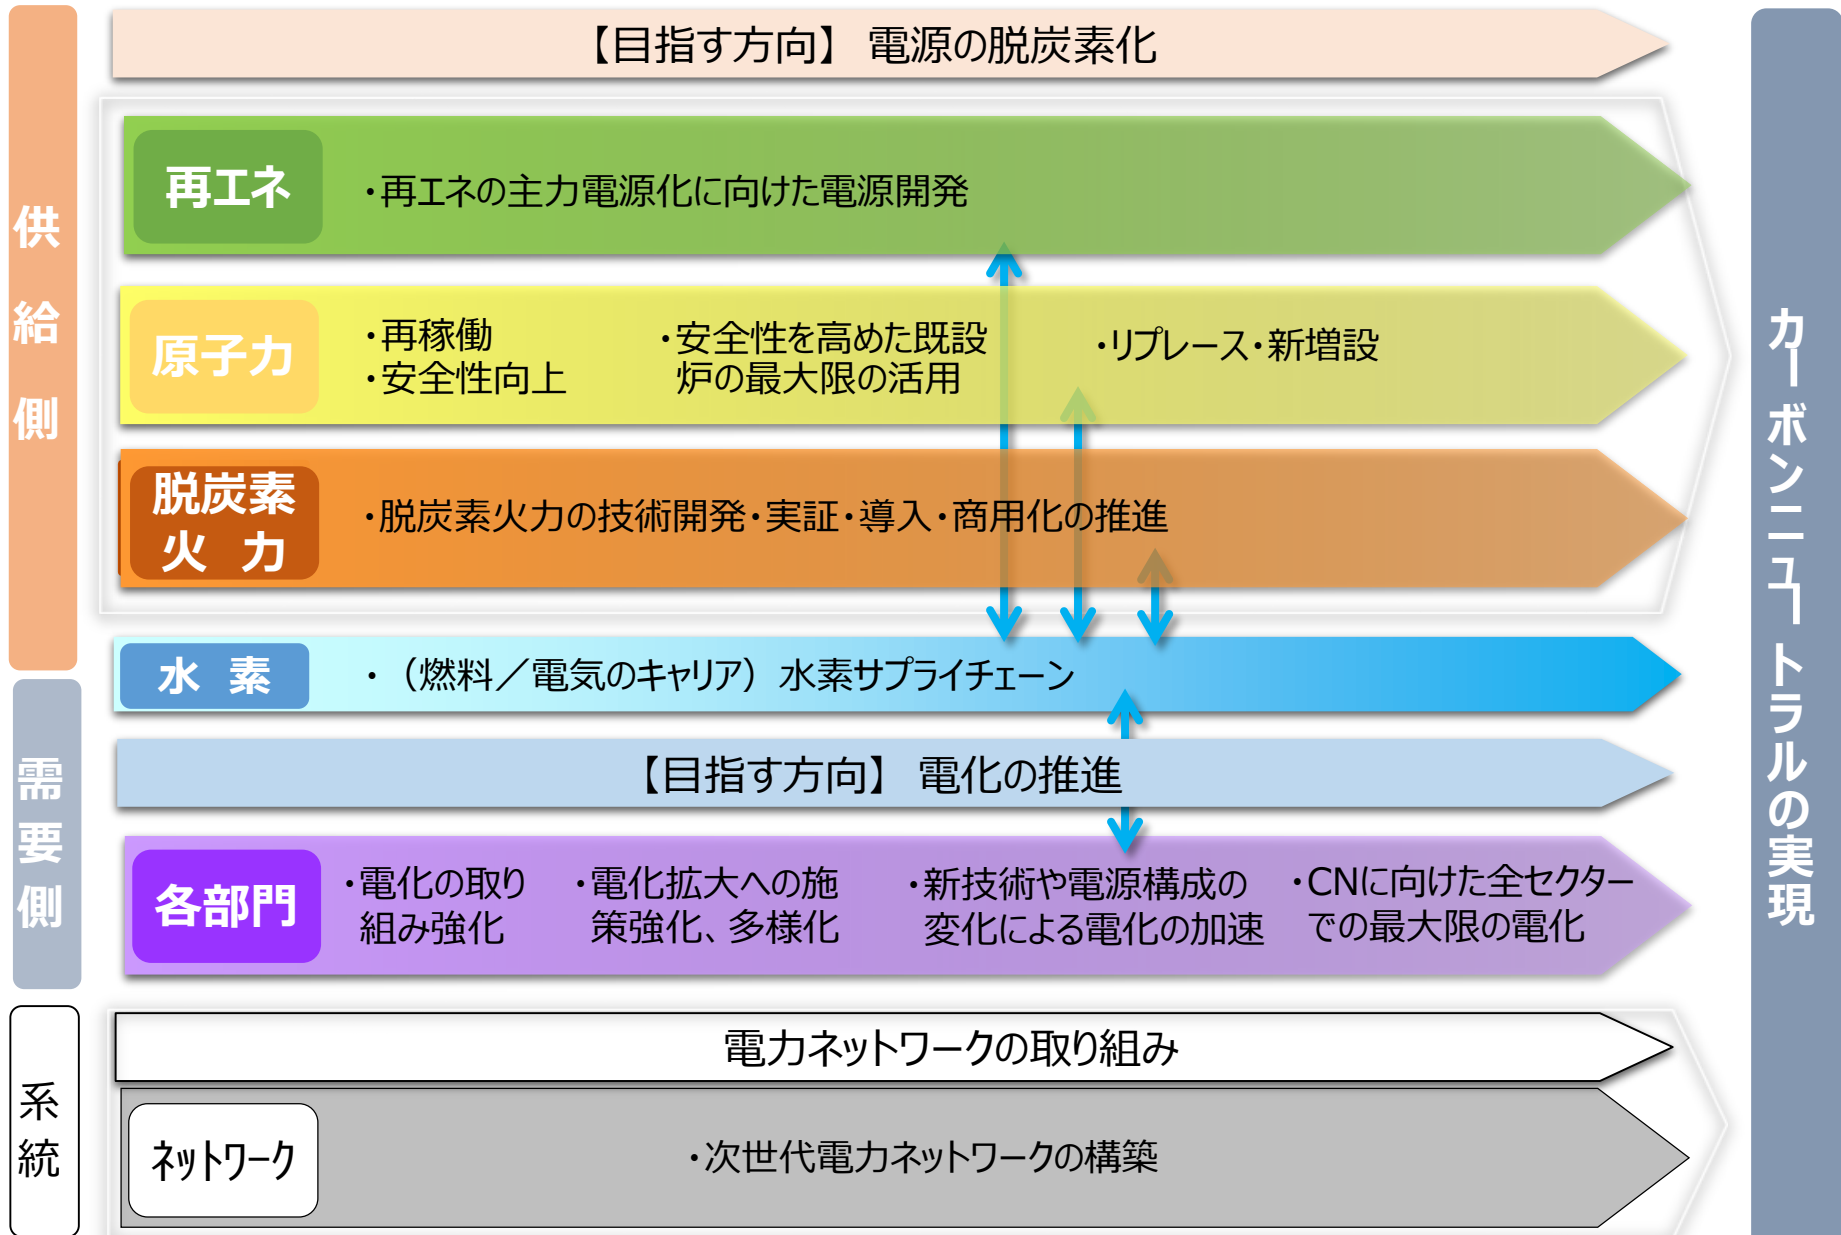 供給側
【目指す方向】 電源の脱炭素化
再エネ
・再エネの主力電源化に向けた電源開発
原子力
・再稼働
・安全性向上
・安全性を高めた既設
炉の最大限の活用
・リプレース・新増設
脱炭素
火 力
・脱炭素火力の技術開発・実証・導入・商用化の推進
水 素
・（燃料／電気のキャリア）水素サプライチェーン
需要側
【目指す方向】 電化の推進
各部門
・電化の取り
組み強化
・電化拡大への施
策強化、多様化
・新技術や電源構成の
変化による電化の加速
・CNに向けた全セクター
での最大限の電化
系統
電力ネットワークの取り組み
ネットワーク
・次世代電力ネットワークの構築
カーボンニュートラルの実現